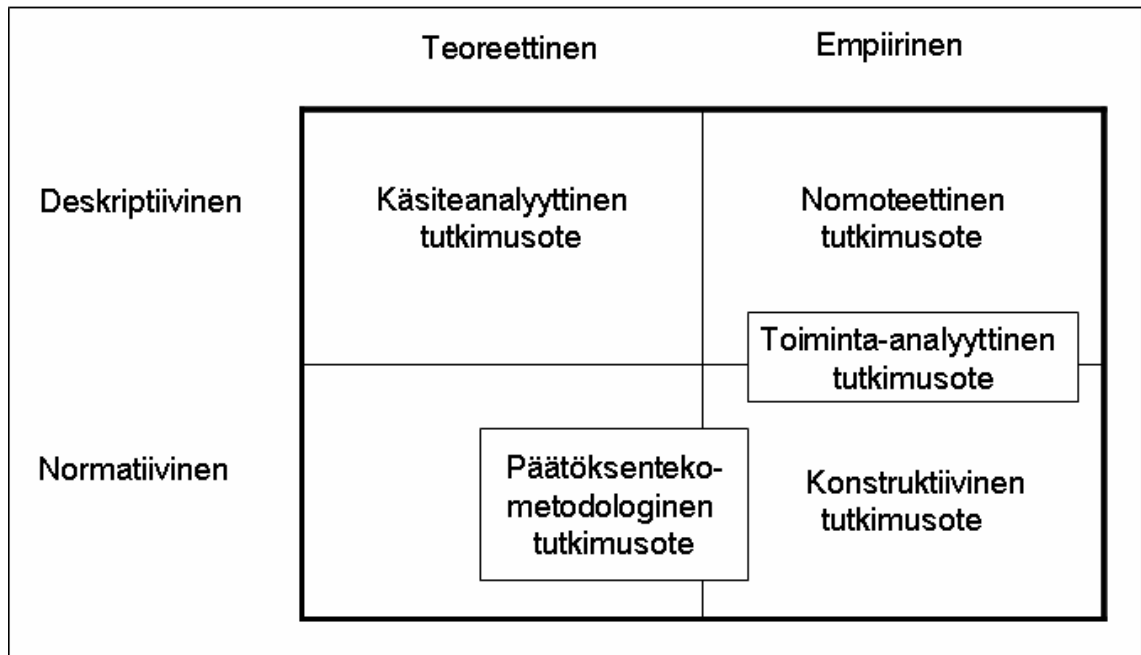 Teoreettinen
Empiirinen
Deskriptiivinen
Käsiteanalyyttinen
tutkimusote
Nomoteettinen
tutkimusote
Toiminta-analyyttinen
tutkimusote
Normatiivinen
Päätöksenteko-
metodologinen
tutkimusote
Konstruktiivinen
tutkimusote